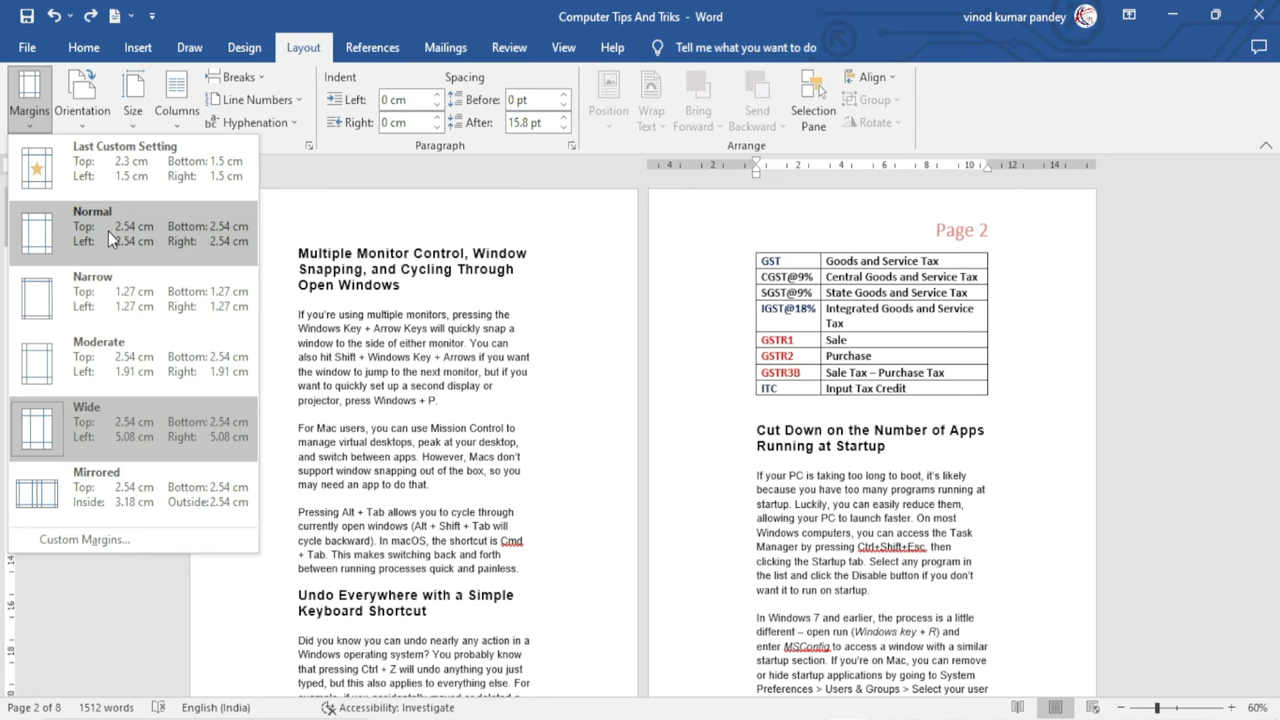 Computer Tips And Triks - Word
vinod kumar pandey
File Home Insert Draw Design Layout References Mailings Review View Help Tell me what you want to do
Margins
Orientation
Size
Columns
Breaks
Line Numbers
Hyphenation
Indent
Left: 0 cm
Right: 0 cm
Spacing
Before: 0 pt
After: 15.8 pt
Paragraph
Position
Wrap
Text
Bring
Forward
Send
Backward
Selection
Pane
Align
Group
Rotate
Arrange
Last Custom Setting
Top: 2.3 cm Bottom: 1.5 cm
Left: 1.5 cm Right: 1.5 cm
Normal
Top: 2.54 cm Bottom: 2.54 cm
Left: 2.54 cm Right: 2.54 cm
Narrow
Top: 1.27 cm Bottom: 1.27 cm
Left: 1.27 cm Right: 1.27 cm
Moderate
Top: 2.54 cm Bottom: 2.54 cm
Left: 1.91 cm Right: 1.91 cm
Wide
Top: 2.54 cm Bottom: 2.54 cm
Left: 5.08 cm Right: 5.08 cm
Mirrored
Top: 2.54 cm Bottom: 2.54 cm
Inside: 3.18 cm Outside: 2.54 cm
Custom Margins...
4 2 2 4 6 8 10 12 14
14
16
18
Multiple Monitor Control, Window
Snapping, and Cycling Through
Open Windows
If you're using multiple monitors, pressing the
Windows Key + Arrow Keys will quickly snap a
window to the side of either monitor. You can
also hit Shift + Windows Key + Arrows if you want
the window to jump to the next monitor, but if you
want to quickly set up a second display or
projector, press Windows + P.
For Mac users, you can use Mission Control to
manage virtual desktops, peak at your desktop,
and switch between apps. However, Macs don't
support window snapping out of the box, so you
may need an app to do that.
Pressing Alt + Tab allows you to cycle through
currently open windows (Alt + Shift + Tab will
cycle backward). In macOS, the shortcut is Cmd
+ Tab. This makes switching back and forth
between running processes quick and painless.
Undo Everywhere with a Simple
Keyboard Shortcut
Did you know you can undo nearly any action in a
Windows operating system? You probably know
that pressing Ctrl + Z will undo anything you just
typed, but this also applies to everything else. For
Page 2
GST Goods and Service Tax
CGST@9% Central Goods and Service Tax
SGST@9% State Goods and Service Tax
IGST@18% Integrated Goods and Service
Tax
GSTR1 Sale
GSTR2 Purchase
GSTR3B Sale Tax – Purchase Tax
ITC Input Tax Credit
Cut Down on the Number of Apps
Running at Startup
If your PC is taking too long to boot, it's likely
because you have too many programs running at
startup. Luckily, you can easily reduce them,
allowing your PC to launch faster. On most
Windows computers, you can access the Task
Manager by pressing Ctrl+Shift+Esc, then
clicking the Startup tab. Select any program in
the list and click the Disable button if you don't
want it to run on startup.
In Windows 7 and earlier, the process is a little
different – open run (Windows key + R) and
enter MSConfig to access a window with a similar
startup section. If you're on Mac, you can remove
or hide startup applications by going to System
Preferences > Users & Groups > Select your user
Page 2 of 8 1512 words English (India) Accessibility: Investigate 60%